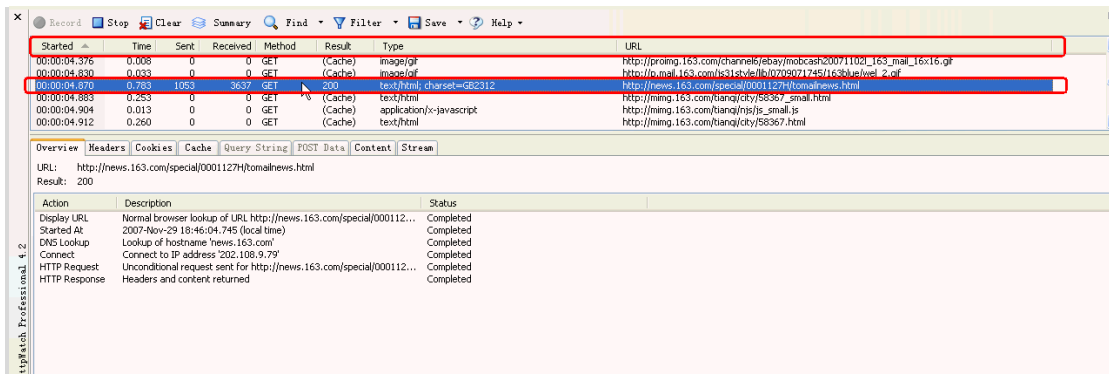 × Record Stop Clear Summary Find Filter Save Help
Started Time Sent Received Method Result Type URL
00:00:04.376 0.008 0 0 GET (Cache) image/gif http://proimg.163.com/channel6/ebay/mobcash20071102l_163_mail_16x16.gif
00:00:04.830 0.033 0 0 GET (Cache) image/gif http://p.mail.163.com/js31style/lib/0709071745/163blue/wel_2.gif
00:00:04.870 0.783 1053 3637 GET 200 text/html; charset=GB2312 http://news.163.com/special/0001127H/tomailnews.html
00:00:04.883 0.253 0 0 GET (Cache) text/html http://mimg.163.com/tianqi/city/58367_small.html
00:00:04.904 0.013 0 0 GET (Cache) application/x-javascript http://mimg.163.com/tianqi/njs/js_small.js
00:00:04.912 0.260 0 0 GET (Cache) text/html http://mimg.163.com/tianqi/city/58367.html
Overview Headers Cookies Cache Query String POST Data Content Stream
URL: http://news.163.com/special/0001127H/tomailnews.html
Result: 200
Action Description Status
Display URL Normal browser lookup of URL http://news.163.com/special/000112... Completed
Started At 2007-Nov-29 18:46:04.745 (local time) Completed
DNS Lookup Lookup of hostname 'news.163.com' Completed
Connect Connect to IP address '202.108.9.79' Completed
HTTP Request Unconditional request sent for http://news.163.com/special/000112... Completed
HTTP Response Headers and content returned Completed
ttpWatch Professional 4.2